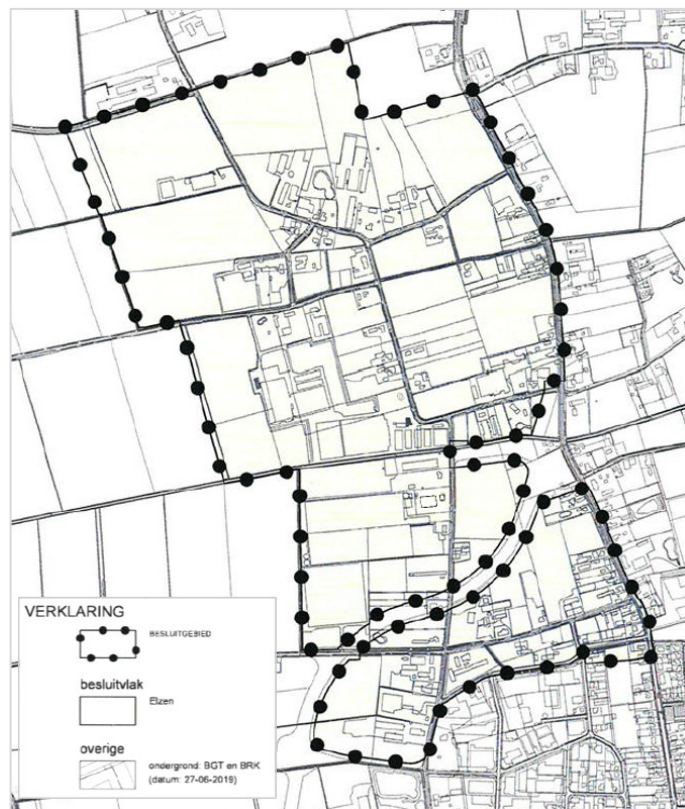 VERKLARING
BESLUITGEBIED
besluitvlak
Elzen
overige
ondergrond: BGT en BRK
(datum: 27-06-2019)